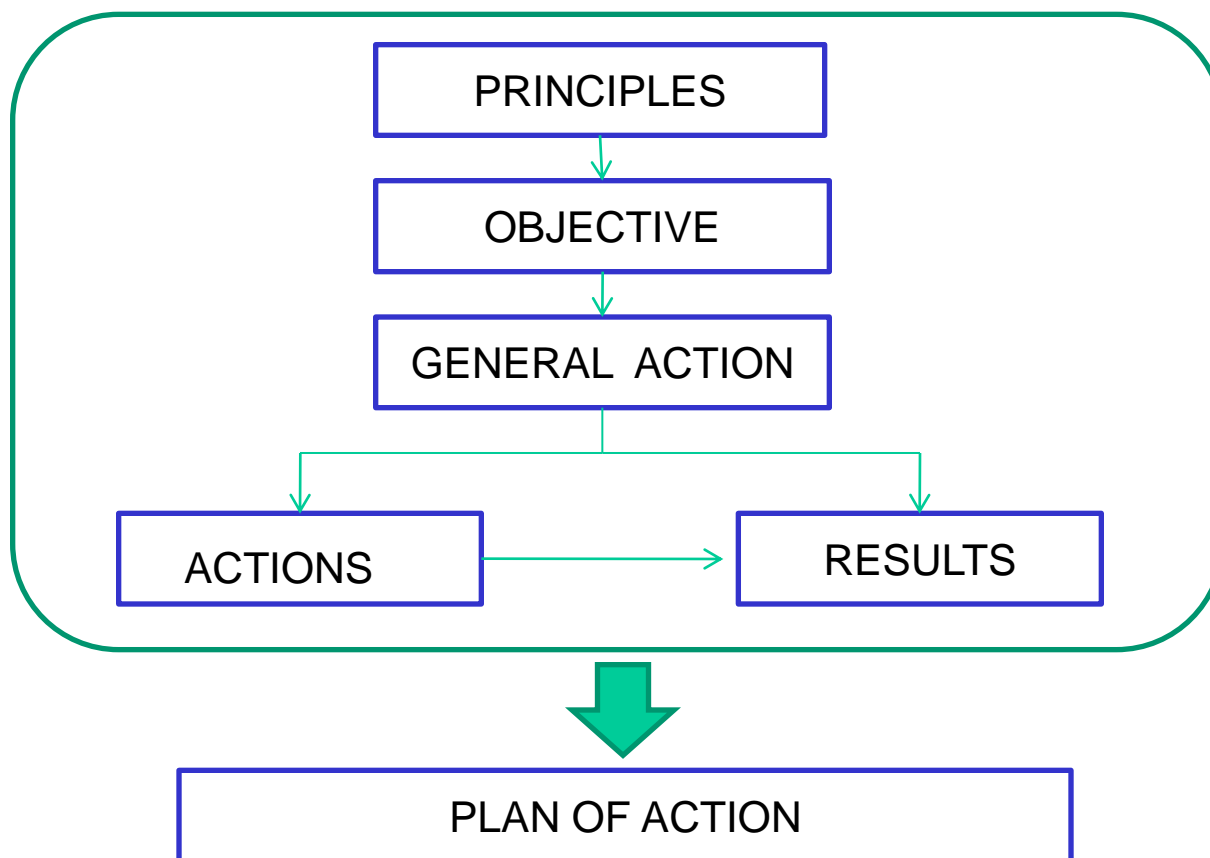 PRINCIPLES
OBJECTIVE
GENERAL ACTION
ACTIONS
RESULTS
PLAN OF ACTION